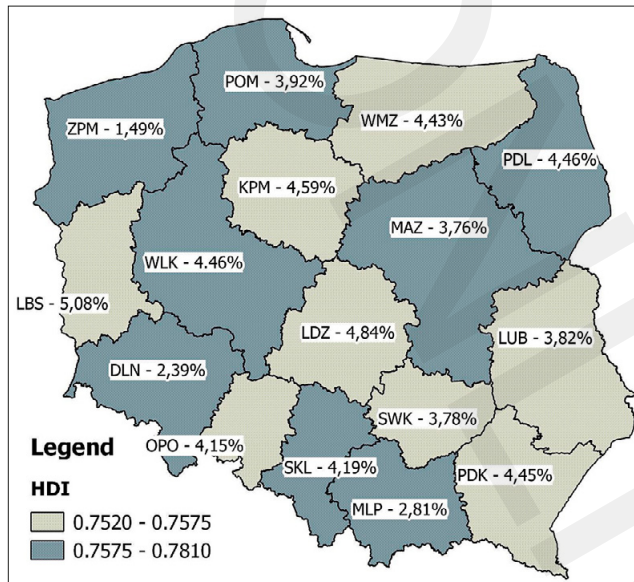 POM - 3,92%
ZPM - 1,49%
WMZ - 4,43%
PDL - 4,46%
KPM - 4,59%
MAZ - 3,76%
WLK - 4.46%
LBS - 5,08%
LDZ - 4,84%
LUB - 3,82%
DLN - 2,39%
SWK - 3,78%
OPO - 4,15%
SKL - 4,19%
PDK - 4,45%
MLP - 2,81%
Legend
HDI
0.7520 - 0.7575
0.7575 - 0.7810